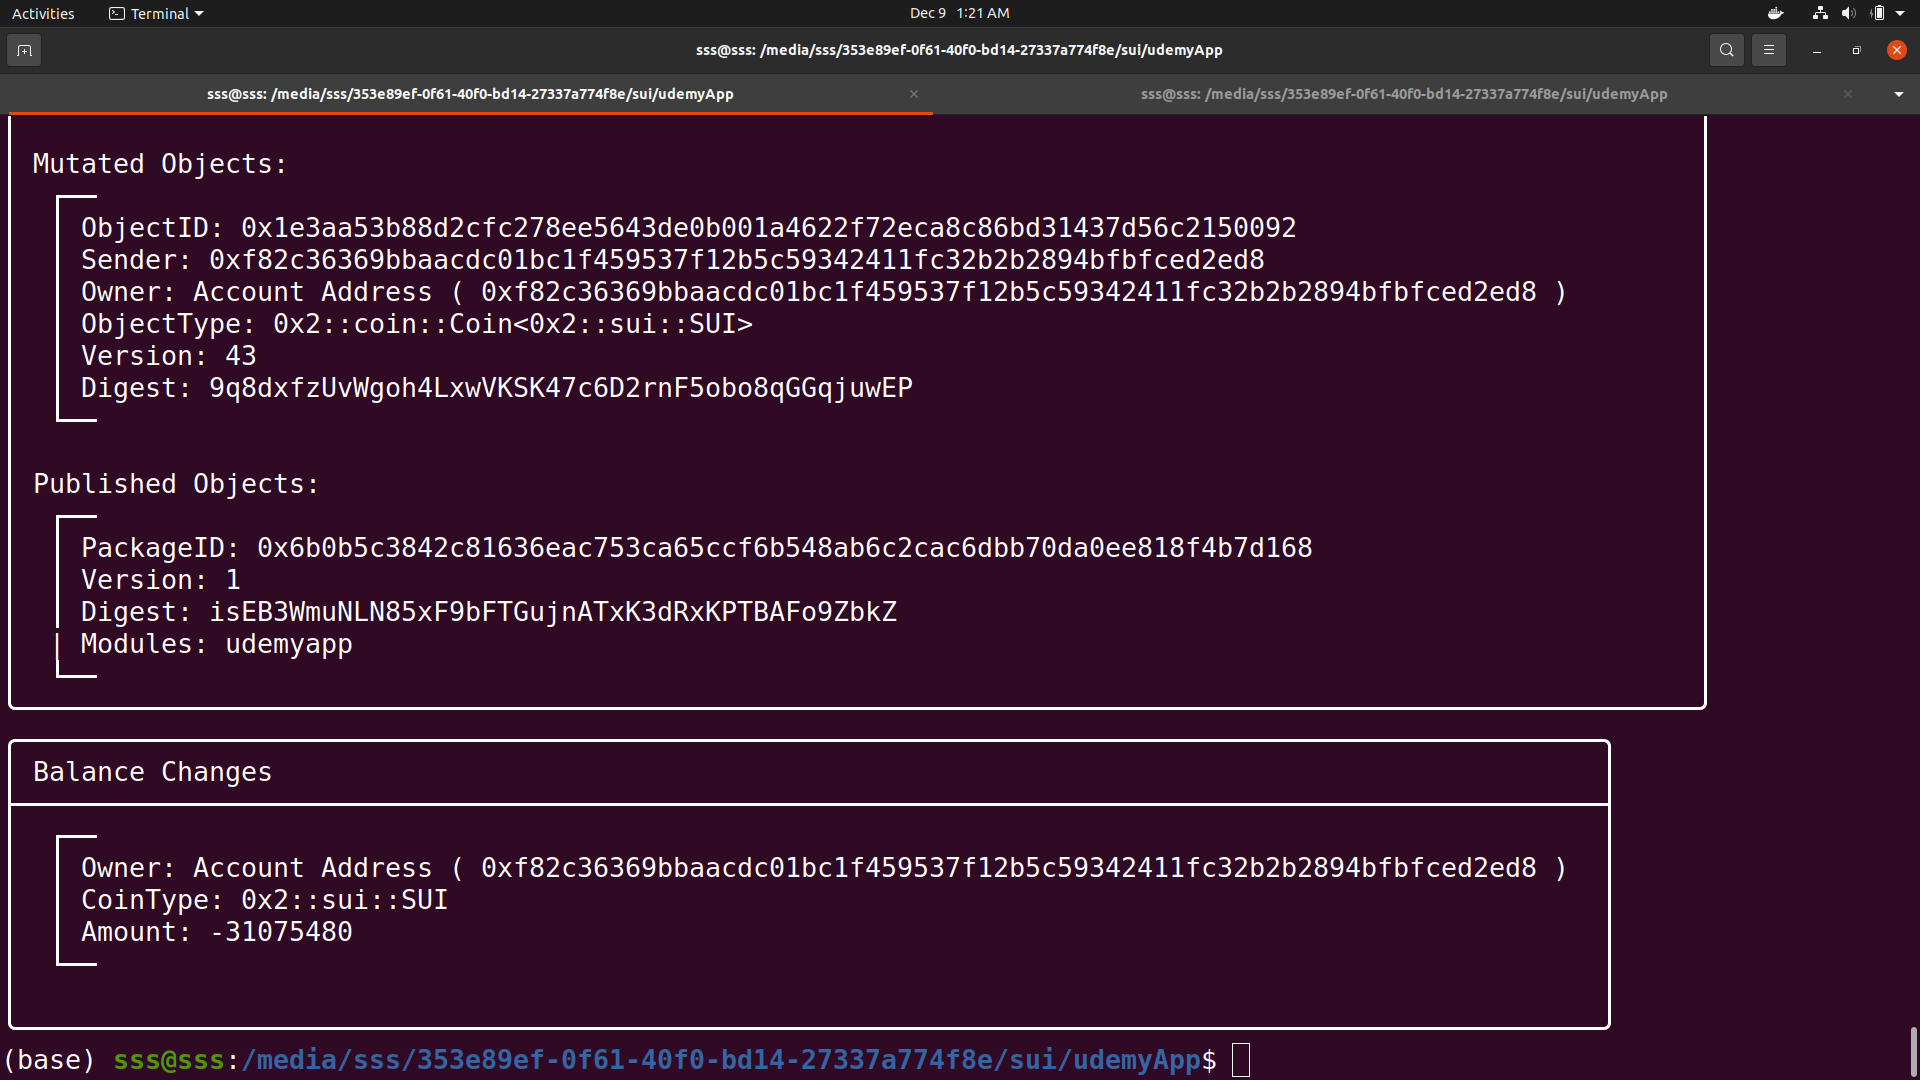 Activities
Terminal
Dec 9 1:21 AM
sss@sss: /media/sss/353e89ef-0f61-40f0-bd14-27337a774f8e/sui/udemyApp
sss@sss: /media/sss/353e89ef-0f61-40f0-bd14-27337a774f8e/sui/udemyApp
sss@sss: /media/sss/353e89ef-0f61-40f0-bd14-27337a774f8e/sui/udemyApp
Mutated Objects:
ObjectID: 0x1e3aa53b88d2cfc278ee5643de0b001a4622f72eca8c86bd31437d56c2150092
Sender: 0xf82c36369bbaacdc01bc1f459537f12b5c59342411fc32b2b2894bfbfced2ed8
Owner: Account Address ( 0xf82c36369bbaacdc01bc1f459537f12b5c59342411fc32b2b2894bfbfced2ed8 )
ObjectType: 0x2::coin::Coin<0x2::sui::SUI>
Version: 43
Digest: 9q8dxfzUvWgoh4LxwVKSK47c6D2rnF5obo8qGGqjuwEP
Published Objects:
PackageID: 0x6b0b5c3842c81636eac753ca65ccf6b548ab6c2cac6dbb70da0ee818f4b7d168
Version: 1
Digest: isEB3WmuNLN85xF9bFTGujnATxK3dRxKPTBAFo9ZbkZ
| Modules: udemyapp
Balance Changes
Owner: Account Address ( 0xf82c36369bbaacdc01bc1f459537f12b5c59342411fc32b2b2894bfbfced2ed8 )
CoinType: 0x2::sui::SUI
Amount: -31075480
(base) sss@sss:/media/sss/353e89ef-0f61-40f0-bd14-27337a774f8e/sui/udemyApp$